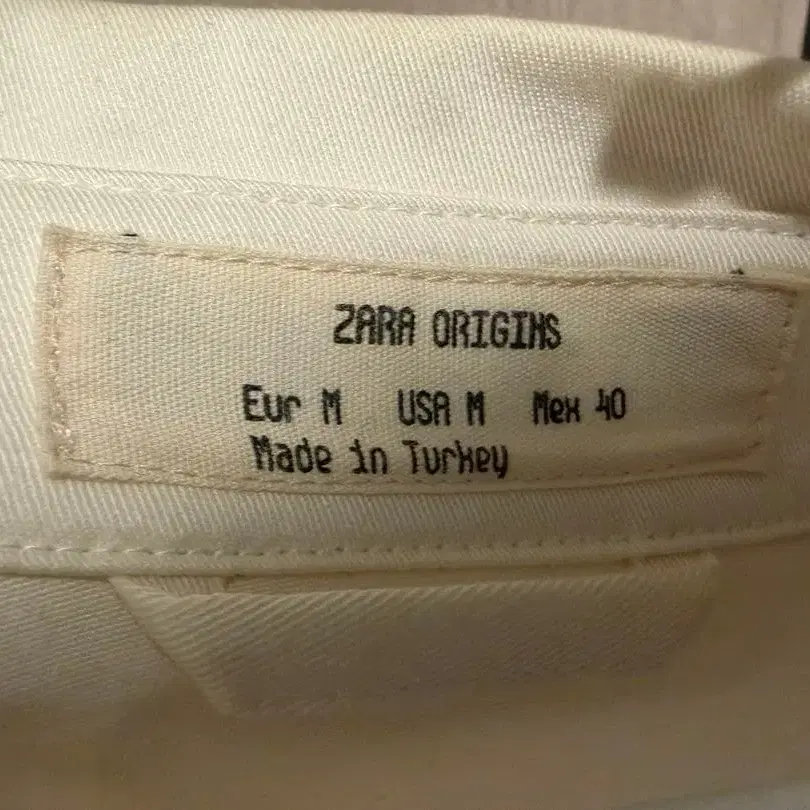 ZARA ORIGINS
Eur M USA M Mex 40
Made in Turkey